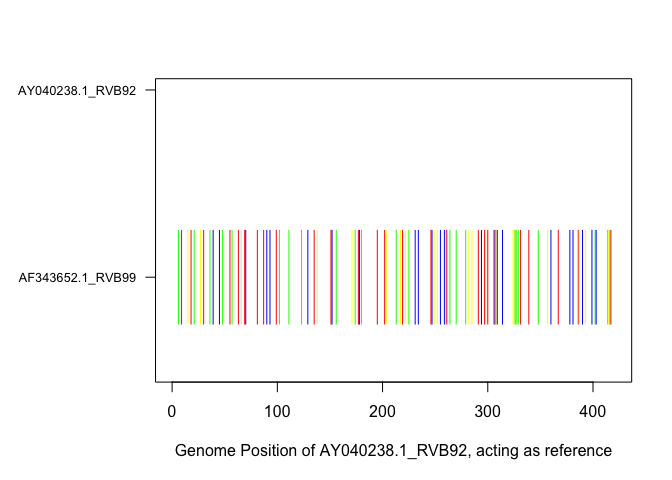 AY040238.1_RVB92
AF343652.1_RVB99
0 100 200 300 400
Genome Position of AY040238.1_RVB92, acting as reference